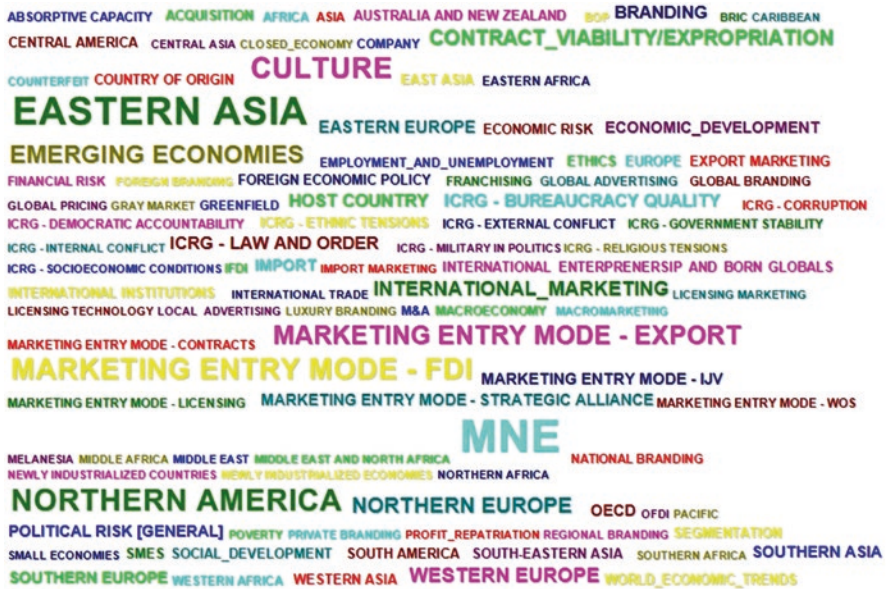 ABSORPTIVE CAPACITY ACQUISITION AFRICA ASIA AUSTRALIA AND NEW ZEALAND BOP BRANDING BRIC CARIBBEAN
CENTRAL AMERICA CENTRAL ASIA CLOSED_ECONOMY COMPANY CONTRACT_VIABILITY/EXPROPRIATION
COUNTERFEIT COUNTRY OF ORIGIN CULTURE EAST ASIA EASTERN AFRICA
EASTERN ASIA EASTERN EUROPE ECONOMIC RISK ECONOMIC_DEVELOPMENT
EMERGING ECONOMIES EMPLOYMENT_AND_UNEMPLOYMENT ETHICS EUROPE EXPORT MARKETING
FINANCIAL RISK FOREIGN BRANDING FOREIGN ECONOMIC POLICY FRANCHISING GLOBAL ADVERTISING GLOBAL BRANDING
GLOBAL PRICING GRAY MARKET GREENFIELD HOST COUNTRY ICRG - BUREAUCRACY QUALITY ICRG - CORRUPTION
ICRG - DEMOCRATIC ACCOUNTABILITY ICRG - ETHNIC TENSIONS ICRG - EXTERNAL CONFLICT ICRG - GOVERNMENT STABILITY
ICRG - INTERNAL CONFLICT ICRG - LAW AND ORDER ICRG - MILITARY IN POLITICS ICRG - RELIGIOUS TENSIONS
ICRG - SOCIOECONOMIC CONDITIONS IFDI IMPORT IMPORT MARKETING INTERNATIONAL ENTERPRENERSIP AND BORN GLOBALS
INTERNATIONAL INSTITUTIONS INTERNATIONAL TRADE INTERNATIONAL_MARKETING LICENSING MARKETING
LICENSING TECHNOLOGY LOCAL ADVERTISING LUXURY BRANDING M&A MACROECONOMY MACROMARKETING
MARKETING ENTRY MODE - CONTRACTS MARKETING ENTRY MODE - EXPORT
MARKETING ENTRY MODE - FDI MARKETING ENTRY MODE - IJV
MARKETING ENTRY MODE - LICENSING MARKETING ENTRY MODE - STRATEGIC ALLIANCE MARKETING ENTRY MODE - WOS
MELANESIA MIDDLE AFRICA MIDDLE EAST MIDDLE EAST AND NORTH AFRICA MNE NATIONAL BRANDING
NEWLY INDUSTRIALIZED COUNTRIES NEWLY INDUSTRIALIZED ECONOMIES NORTHERN AFRICA
NORTHERN AMERICA NORTHERN EUROPE OECD OFDI PACIFIC
POLITICAL RISK [GENERAL] POVERTY PRIVATE BRANDING PROFIT_REPATRIATION REGIONAL BRANDING SEGMENTATION
SMALL ECONOMIES SMES SOCIAL_DEVELOPMENT SOUTH AMERICA SOUTH-EASTERN ASIA SOUTHERN AFRICA SOUTHERN ASIA
SOUTHERN EUROPE WESTERN AFRICA WESTERN ASIA WESTERN EUROPE WORLD_ECONOMIC_TRENDS